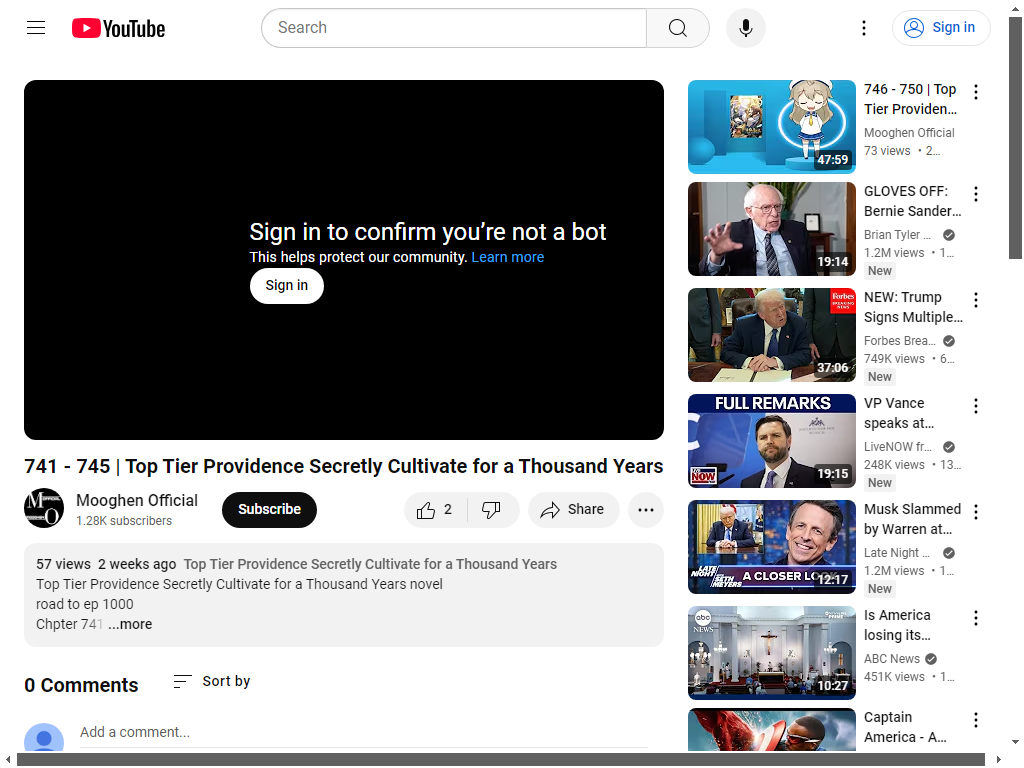 YouTube
Search
Sign in
Sign in to confirm you’re not a bot
This helps protect our community. Learn more
Sign in
741 - 745 | Top Tier Providence Secretly Cultivate for a Thousand Years
Mooghen Official
1.28K subscribers
Subscribe
2
Share
57 views 2 weeks ago Top Tier Providence Secretly Cultivate for a Thousand Years
Top Tier Providence Secretly Cultivate for a Thousand Years novel
road to ep 1000
Chpter 741 ...more
0 Comments
Sort by
Add a comment...
47:59
746 - 750 | Top
Tier Providen...
Mooghen Official
73 views • 2...
19:14
GLOVES OFF:
Bernie Sander...
Brian Tyler ...
1.2M views • 1...
New
Forbes
BREAKING
NEWS
37:06
NEW: Trump
Signs Multiple...
Forbes Brea...
749K views • 6...
New
FULL REMARKS
NOW
19:15
VP Vance
speaks at...
LiveNOW fr...
248K views • 13...
New
LATE
NIGHT
SETH
MEYERS
A CLOSER LO
12:17
Musk Slammed
by Warren at...
Late Night ...
1.2M views • 1...
New
abc
NEWS
10:27
Is America
losing its...
ABC News
451K views • 1...
Captain
America - A...